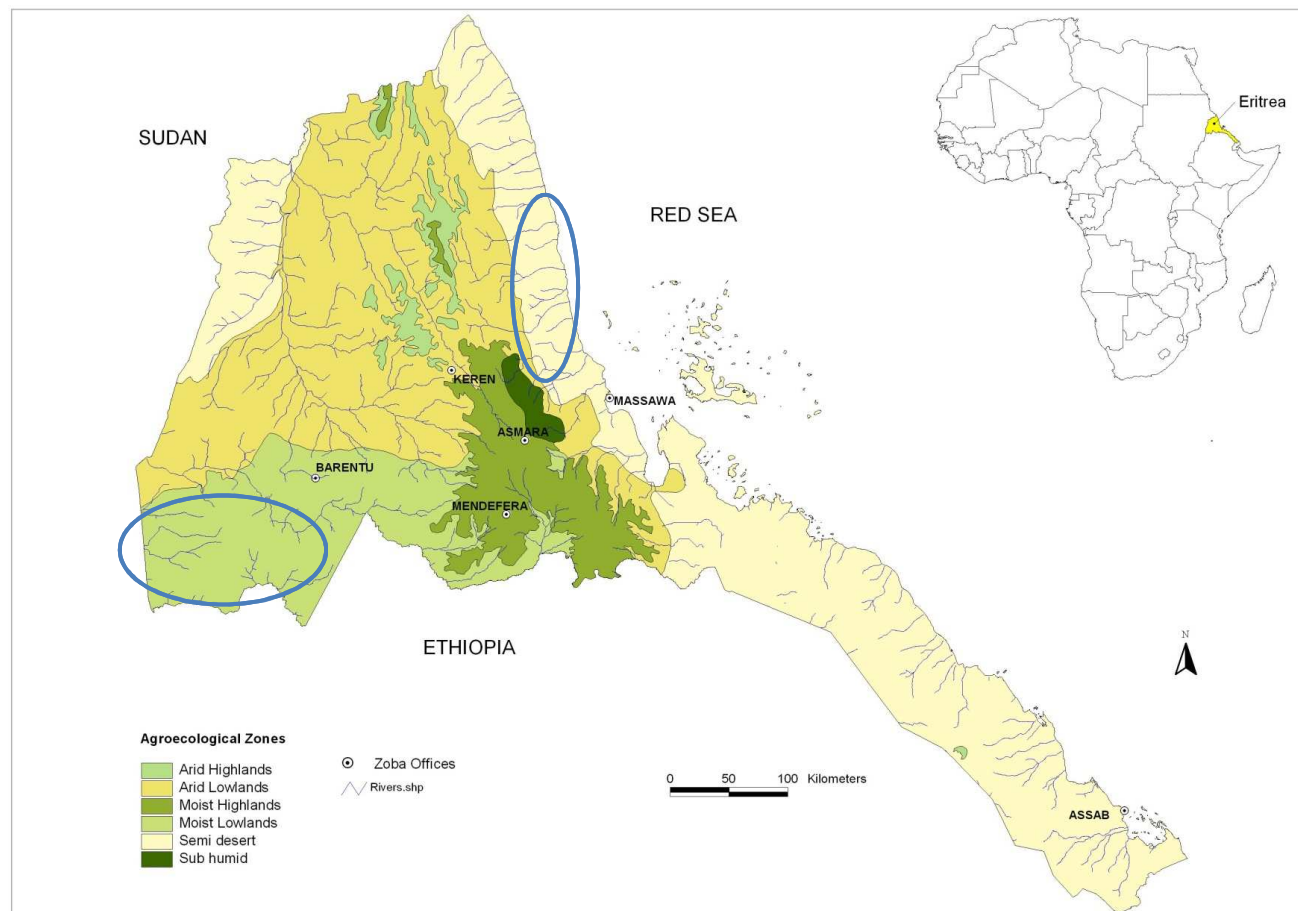 Eritrea
SUDAN
RED SEA
KEREN
MASSAWA
ASMARA
BARENTU
MENDEFERA
ETHIOPIA
N
Agroecological Zones
Arid Highlands
Arid Lowlands
Moist Highlands
Moist Lowlands
Semi desert
Sub humid
Zoba Offices
Rivers.shp
0 50 100 Kilometers
ASSAB